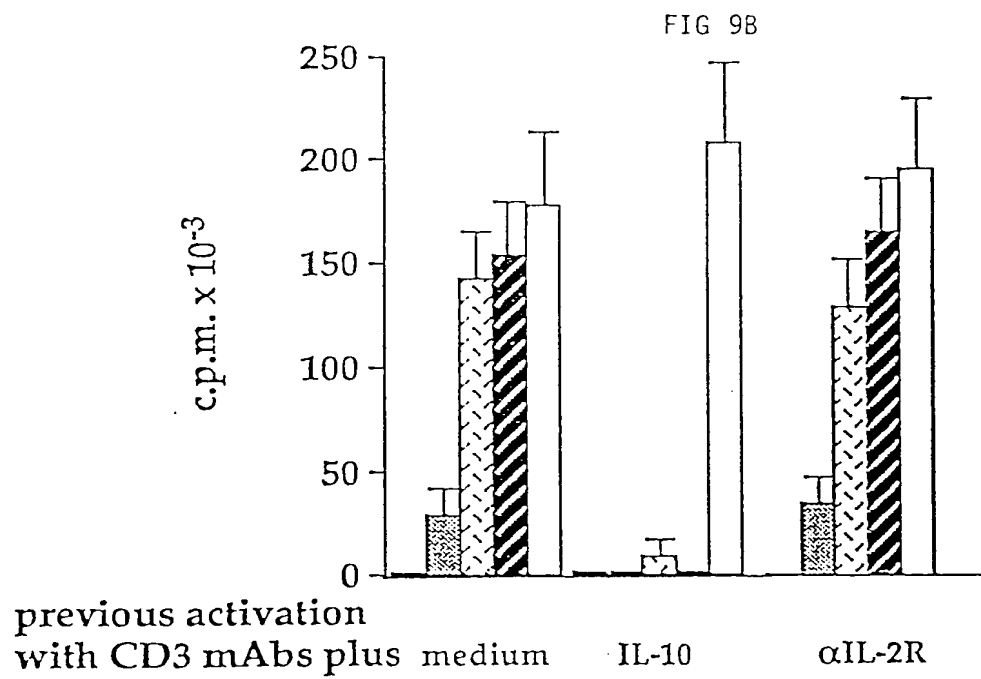 FIG 9B
250
200
150
100
50
0
c.p.m. x 10⁻³
previous activation
with CD3 mAbs plus medium IL-10 αIL-2R